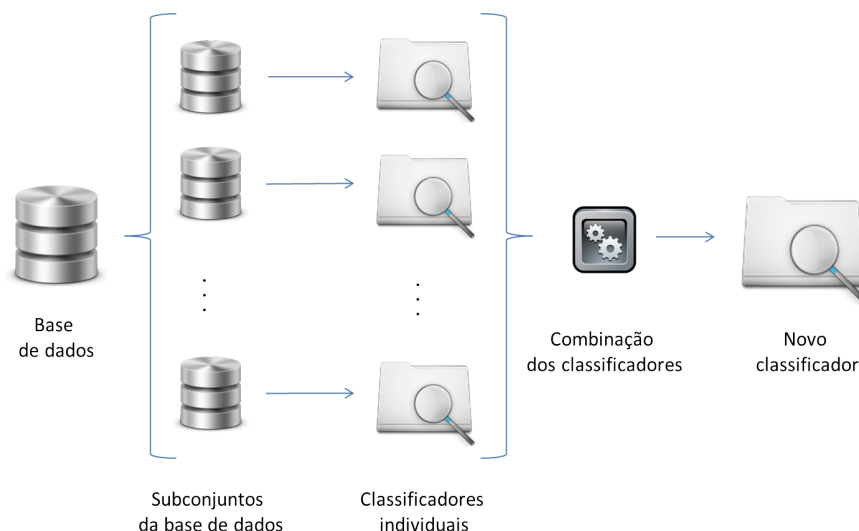 Base
de dados
Combinação
dos classificadores
Novo
classificador
Subconjuntos
da base de dados
Classificadores
individuais